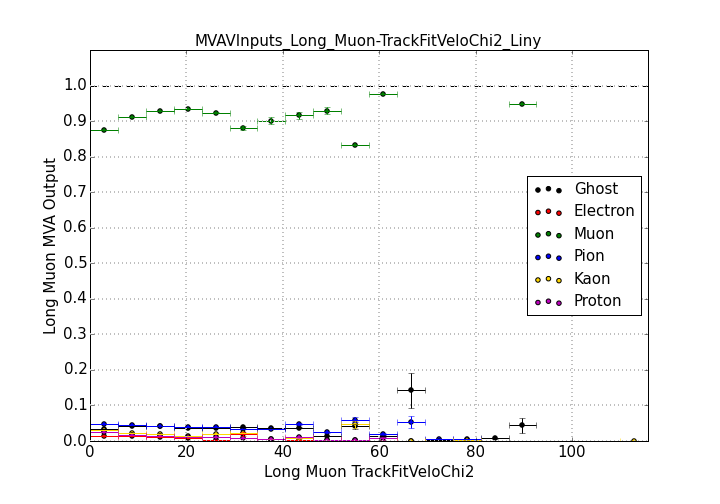 MVAVInputs_Long_Muon-TrackFitVeloChi2_Liny
Long Muon MVA Output
1.0
0.9
0.8
0.7
0.6
0.5
0.4
0.3
0.2
0.1
0.0
Ghost
Electron
Muon
Pion
Kaon
Proton
0 20 40 60 80 100
Long Muon TrackFitVeloChi2